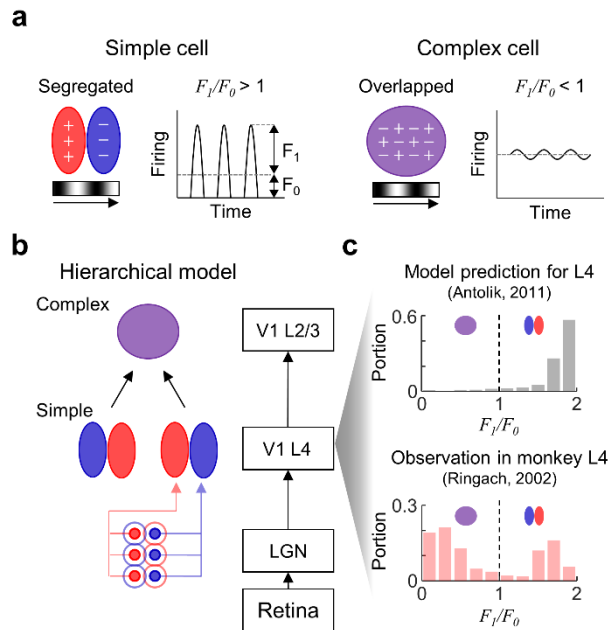 a
Simple cell
Complex cell
Segregated
F1/F0 > 1
Overlapped
F1/F0 < 1
+ −
+ −
+ −
− + − +
+ − + −
− + − +
Firing
F1
F0
Time
Firing
Time
b
Hierarchical model
Complex
Simple
V1 L2/3
V1 L4
LGN
Retina
c
Model prediction for L4
(Antolik, 2011)
0.6
Portion
0
0 1 2
F1/F0
Observation in monkey L4
(Ringach, 2002)
0.3
Portion
0
0 1 2
F1/F0